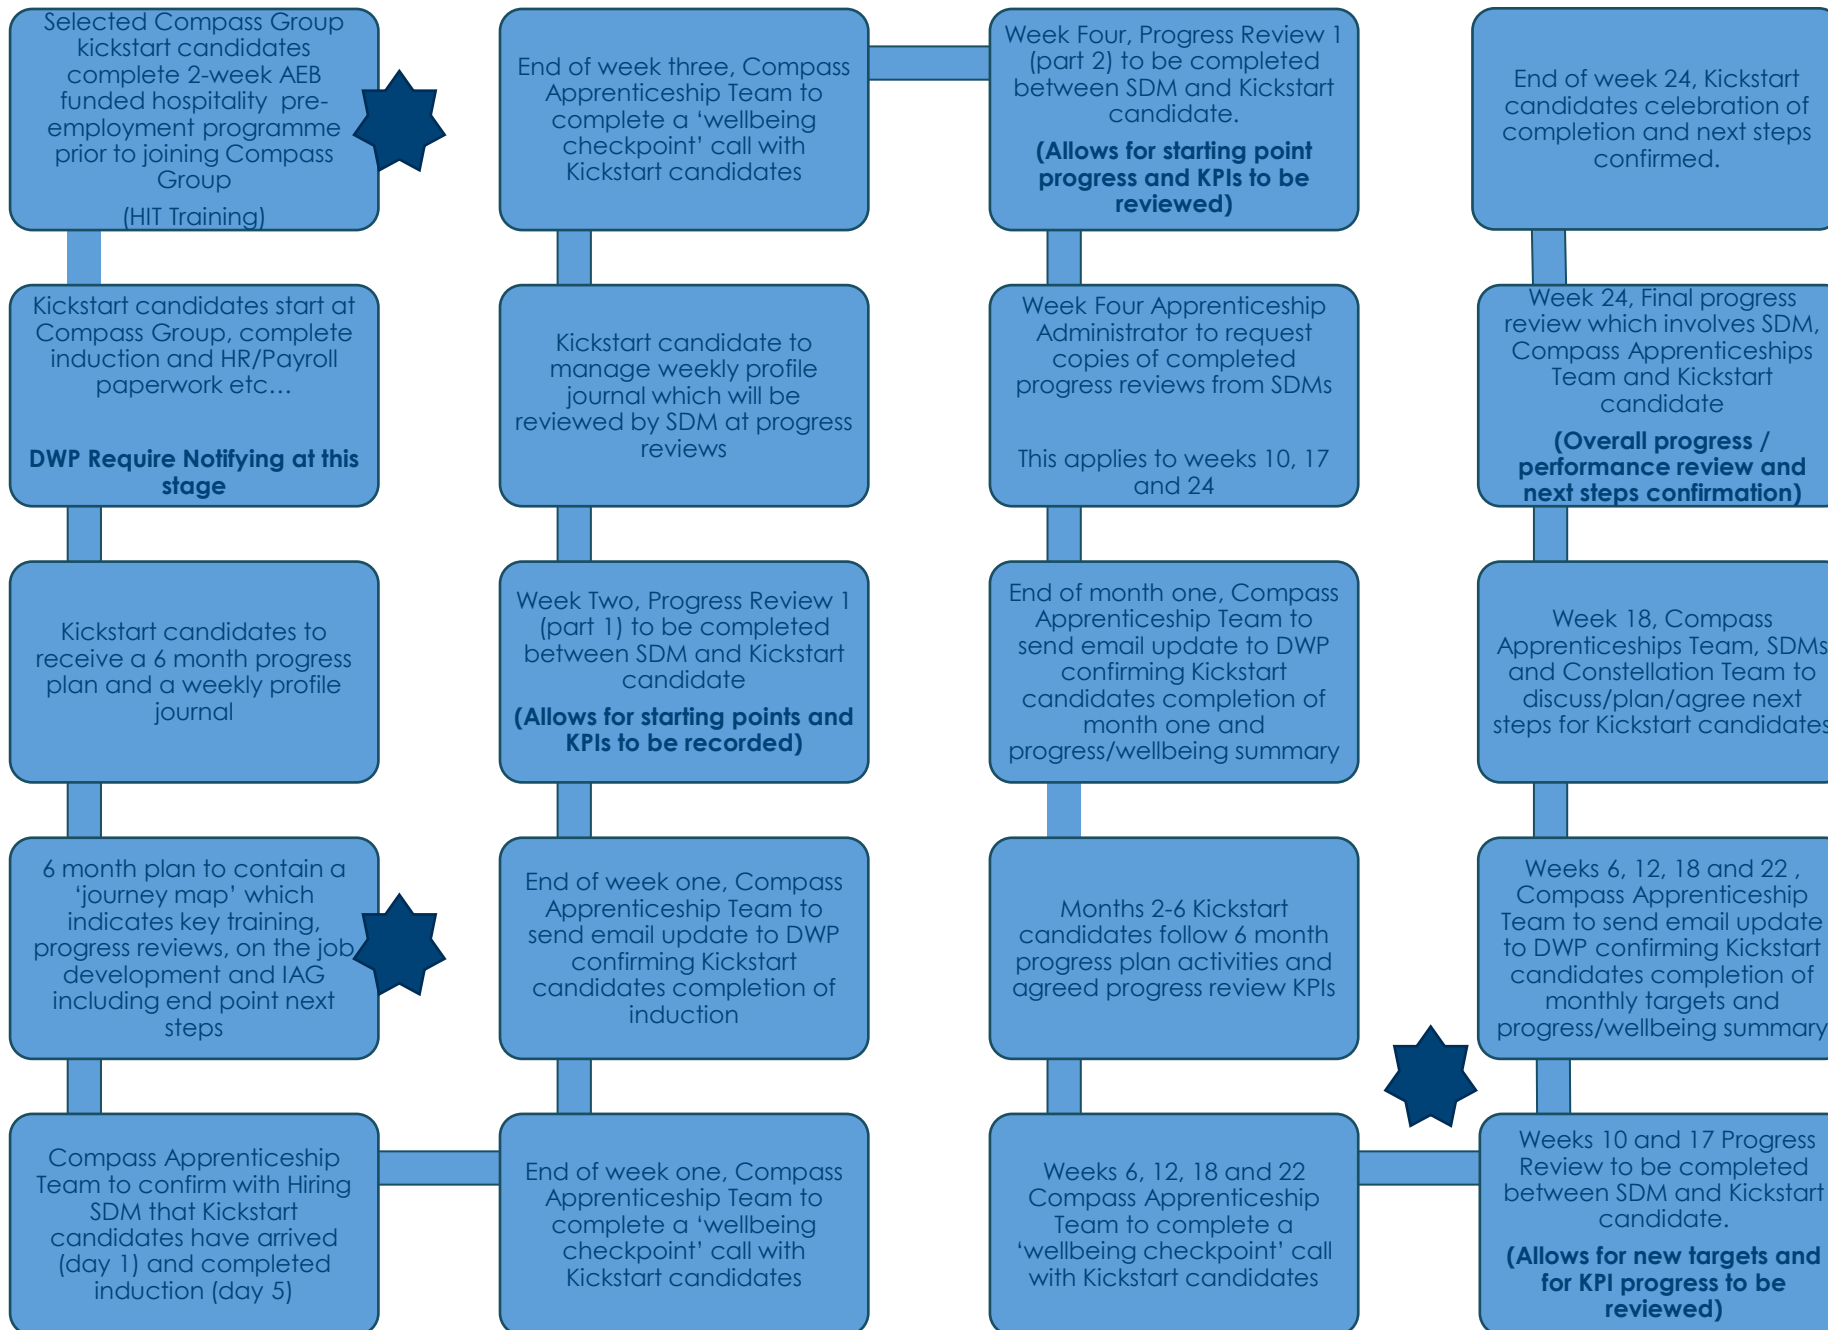 Selected Compass Group
kickstart candidates
complete 2-week AEB
funded hospitality pre-
employment programme
prior to joining Compass
Group
(HIT Training)
Kickstart candidates start at
Compass Group, complete
induction and HR/Payroll
paperwork etc…
DWP Require Notifying at this
stage
Kickstart candidates to
receive a 6 month progress
plan and a weekly profile
journal
6 month plan to contain a
‘journey map’ which
indicates key training,
progress reviews, on the job
development and IAG
including end point next
steps
Compass Apprenticeship
Team to confirm with Hiring
SDM that Kickstart
candidates have arrived
(day 1) and completed
induction (day 5)
End of week one, Compass
Apprenticeship Team to
complete a ‘wellbeing
checkpoint’ call with
Kickstart candidates
End of week one, Compass
Apprenticeship Team to
send email update to DWP
confirming Kickstart
candidates completion of
induction
Week Two, Progress Review 1
(part 1) to be completed
between SDM and Kickstart
candidate
(Allows for starting points and
KPIs to be recorded)
Kickstart candidate to
manage weekly profile
journal which will be
reviewed by SDM at progress
reviews
End of week three, Compass
Apprenticeship Team to
complete a ‘wellbeing
checkpoint’ call with
Kickstart candidates
Week Four, Progress Review 1
(part 2) to be completed
between SDM and Kickstart
candidate.
(Allows for starting point
progress and KPIs to be
reviewed)
Week Four Apprenticeship
Administrator to request
copies of completed
progress reviews from SDMs
This applies to weeks 10, 17
and 24
End of month one, Compass
Apprenticeship Team to
send email update to DWP
confirming Kickstart
candidates completion of
month one and
progress/wellbeing summary
Months 2-6 Kickstart
candidates follow 6 month
progress plan activities and
agreed progress review KPIs
Weeks 6, 12, 18 and 22
Compass Apprenticeship
Team to complete a
‘wellbeing checkpoint’ call
with Kickstart candidates
Weeks 10 and 17 Progress
Review to be completed
between SDM and Kickstart
candidate.
(Allows for new targets and
for KPI progress to be
reviewed)
Weeks 6, 12, 18 and 22 ,
Compass Apprenticeship
Team to send email update
to DWP confirming Kickstart
candidates completion of
monthly targets and
progress/wellbeing summary
Week 18, Compass
Apprenticeships Team, SDMs
and Constellation Team to
discuss/plan/agree next
steps for Kickstart candidates
Week 24, Final progress
review which involves SDM,
Compass Apprenticeships
Team and Kickstart
candidate
(Overall progress /
performance review and
next steps confirmation)
End of week 24, Kickstart
candidates celebration of
completion and next steps
confirmed.